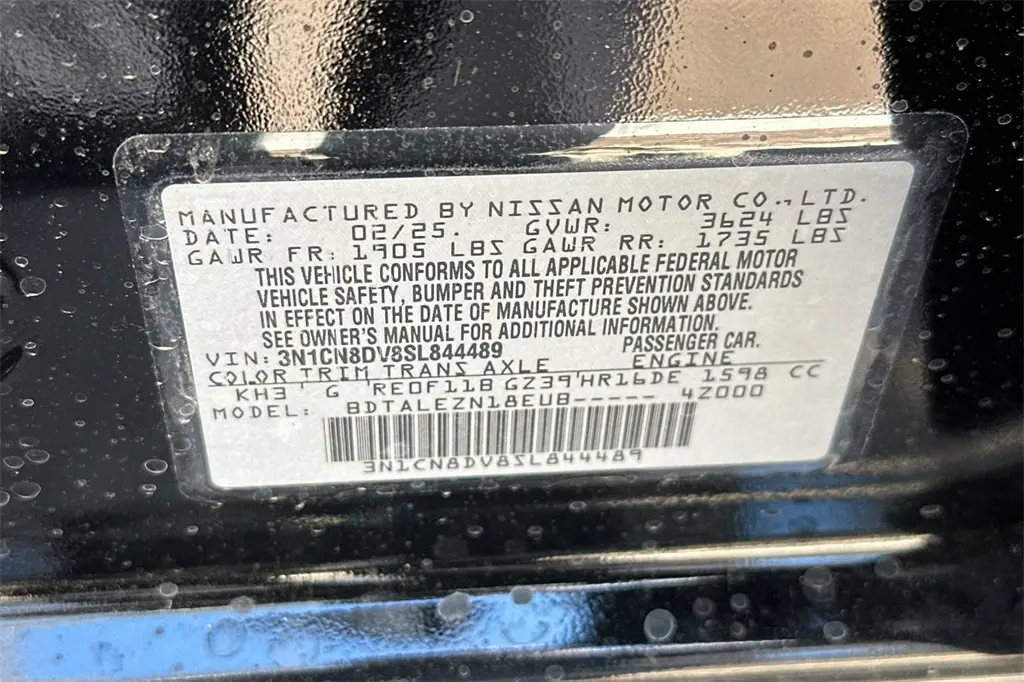 MANUFACTURED BY NISSAN MOTOR CO.,LTD.
DATE: 02/25. GVWR: 3624 LBS
GAWR FR: 1905 LBS GAWR RR: 1735 LBS
THIS VEHICLE CONFORMS TO ALL APPLICABLE FEDERAL MOTOR
VEHICLE SAFETY, BUMPER AND THEFT PREVENTION STANDARDS
IN EFFECT ON THE DATE OF MANUFACTURE SHOWN ABOVE.
SEE OWNER'S MANUAL FOR ADDITIONAL INFORMATION.
VIN: 3N1CN8DV8SL844489 PASSENGER CAR.
COLOR TRIM TRANS AXLE ENGINE
KH3 G RE0F11B GZ39 HR16DE 1598 CC
MODEL: BDTALEZN18EUB----- 4Z000
3N1CN8DV8SL844489